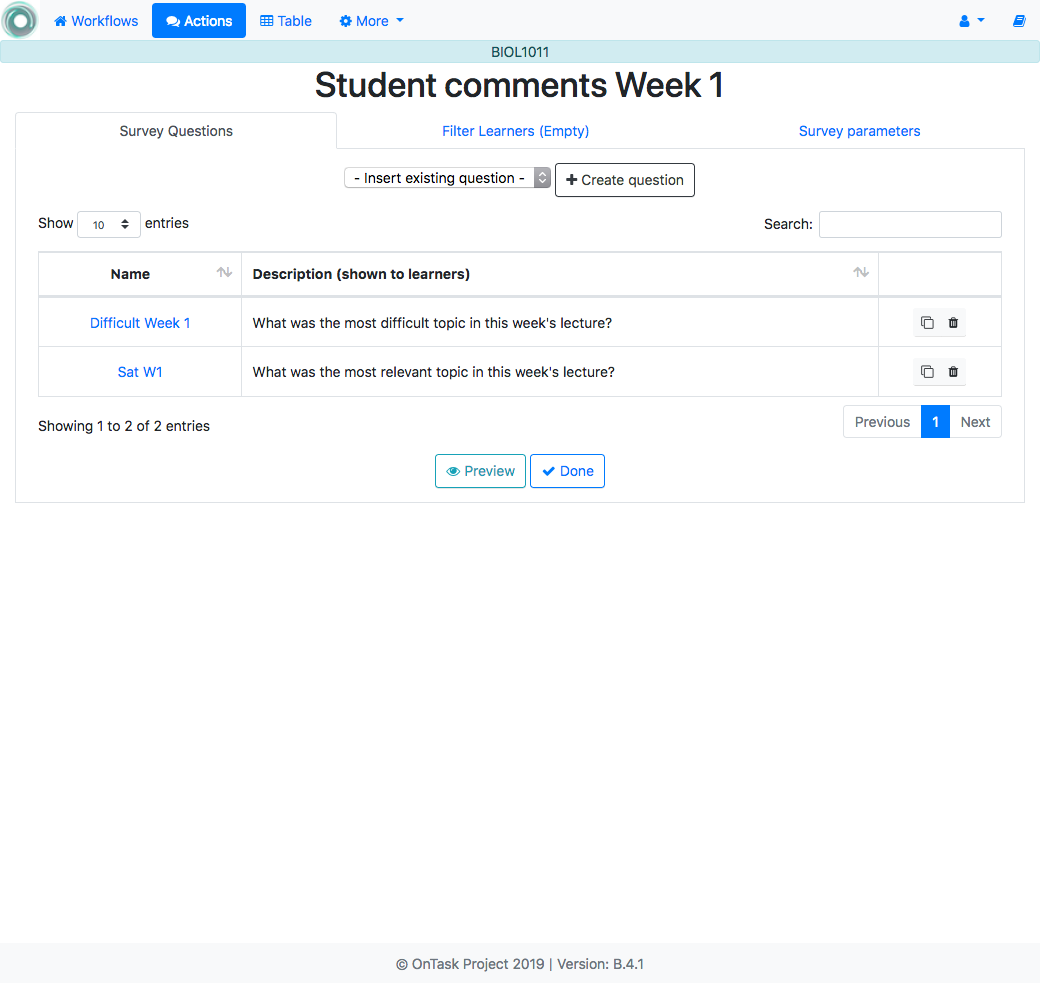 Workflows Actions Table More
BIOL1011
Student comments Week 1
Survey Questions Filter Learners (Empty) Survey parameters
- Insert existing question - Create question
Show 10 entries Search:
Name Description (shown to learners)
Difficult Week 1 What was the most difficult topic in this week's lecture?
Sat W1 What was the most relevant topic in this week's lecture?
Showing 1 to 2 of 2 entries Previous 1 Next
Preview Done
© OnTask Project 2019 | Version: B.4.1